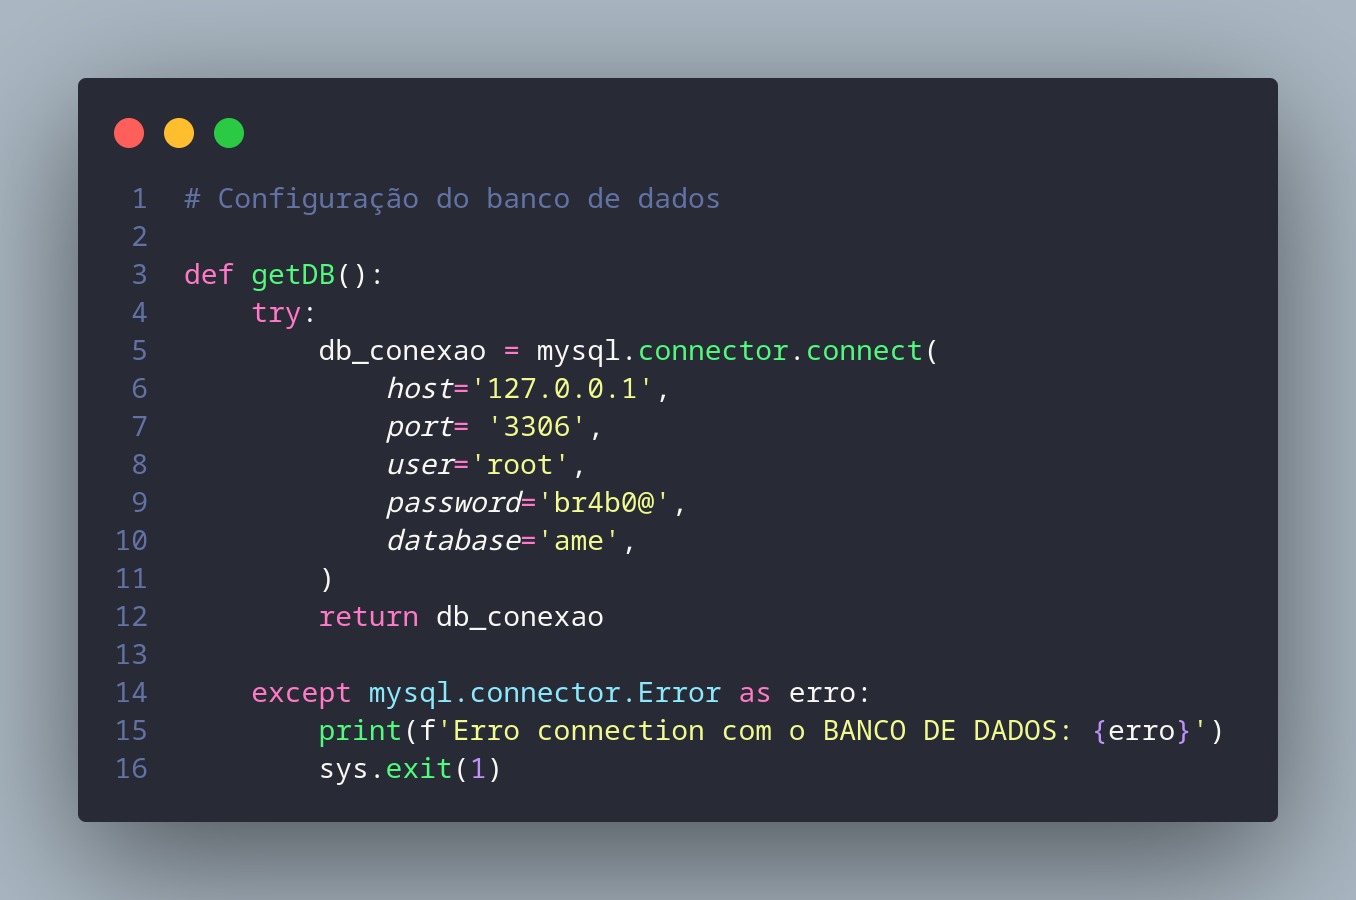 1 # Configuração do banco de dados
2
3 def getDB():
4     try:
5         db_conexao = mysql.connector.connect(
6             host='127.0.0.1',
7             port= '3306',
8             user='root',
9             password='br4b0@',
10             database='ame',
11         )
12         return db_conexao
13
14     except mysql.connector.Error as erro:
15         print(f'Erro connection com o BANCO DE DADOS: {erro}')
16         sys.exit(1)